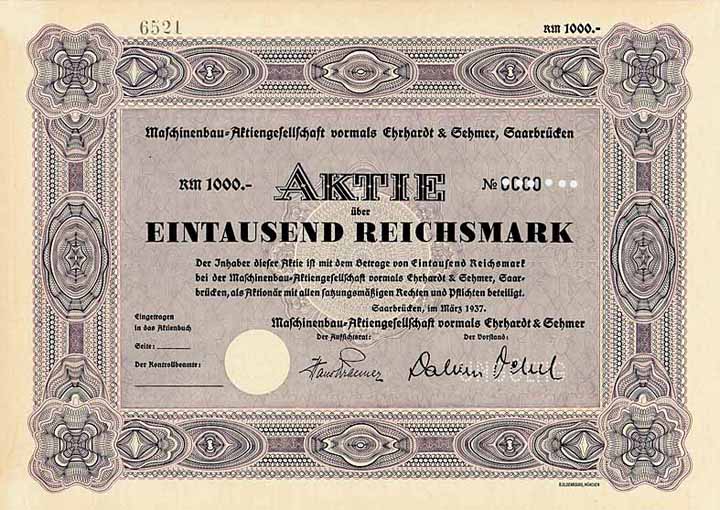 6521
RM 1000.-
Maschinenbau-Aktiengesellschaft vormals Ehrhardt & Sehmer, Saarbrücken
RM 1000.- AKTIE № 0000
über
EINTAUSEND REICHSMARK
Der Inhaber dieser Aktie ist mit dem Betrage von Eintausend Reichsmark
bei der Maschinenbau-Aktiengesellschaft vormals Ehrhardt & Sehmer, Saar-
brücken, als Aktionär mit allen satzungsmäßigen Rechten und Pflichten beteiligt.
Saarbrücken, im März 1937.
Maschinenbau-Aktiengesellschaft vormals Ehrhardt & Sehmer
Der Aufsichtsrat: Der Vorstand:
Eingetragen
in das Aktienbuch
Seite:
Der Kontrollbeamte:
R. OLDENBOURG, MÜNCHEN